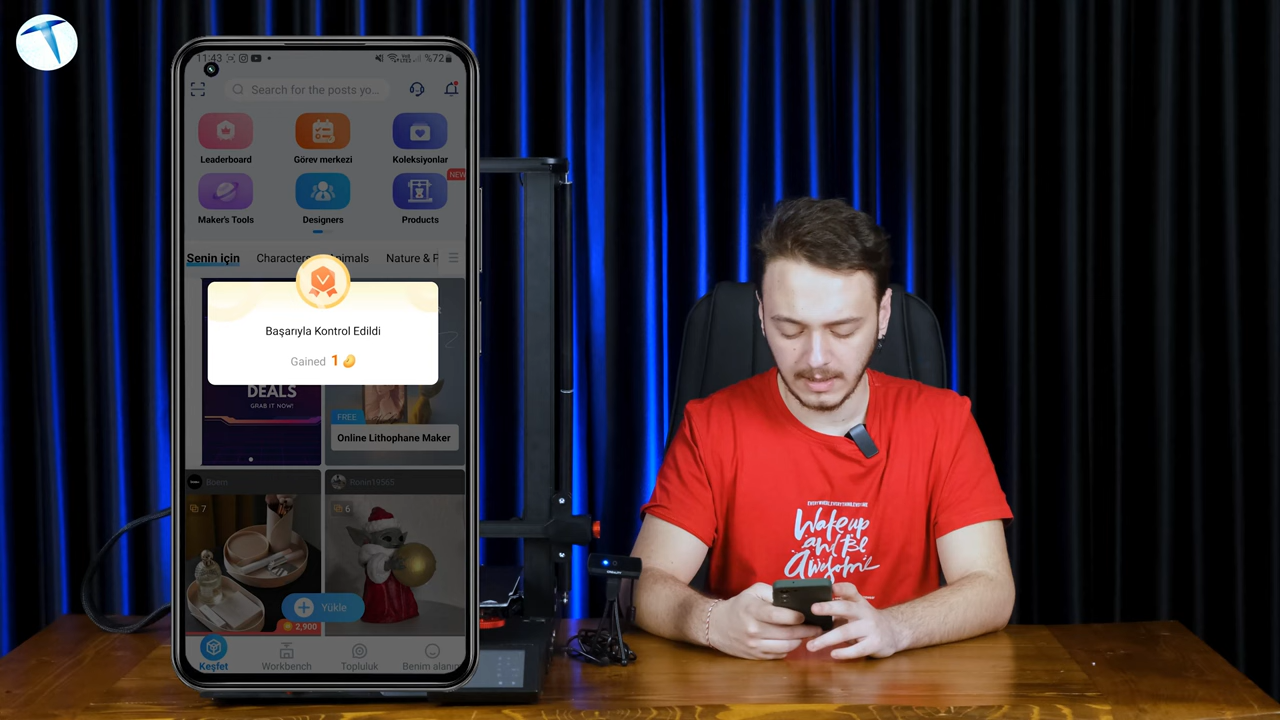 11:43
%72
Search for the posts yo...
Leaderboard
Görev merkezi
Koleksiyonlar
NEW
Maker's Tools
Designers
Products
Senin için
Characters
Animals
Nature & F
Başarıyla Kontrol Edildi
Gained 1
DEALS
GRAB IT NOW!
FREE
Online Lithophane Maker
Ronin19565
7
6
Yükle
2,900
Keşfet
Workbench
Topluluk
Benim alanım
Wake up
and Be
Awesome